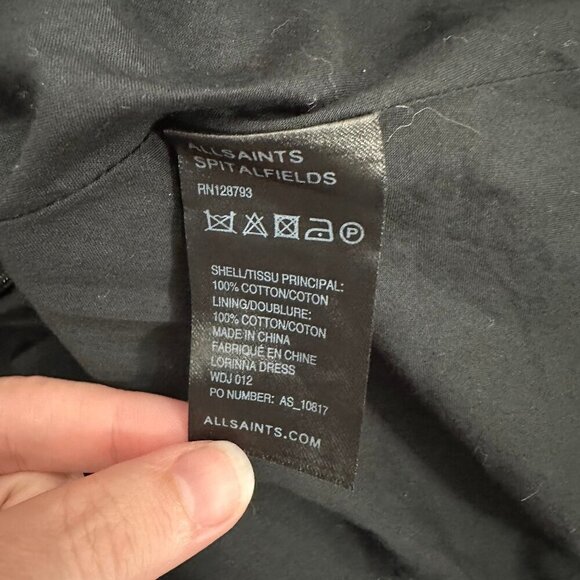 ALLSAINTS
SPITALFIELDS
RN128793
P
SHELL/TISSU PRINCIPAL:
100% COTTON/COTON
LINING/DOUBLURE:
100% COTTON/COTON
MADE IN CHINA
FABRIQUÉ EN CHINE
LORINNA DRESS
WDJ 012
PO NUMBER: AS_10817
ALLSAINTS.COM